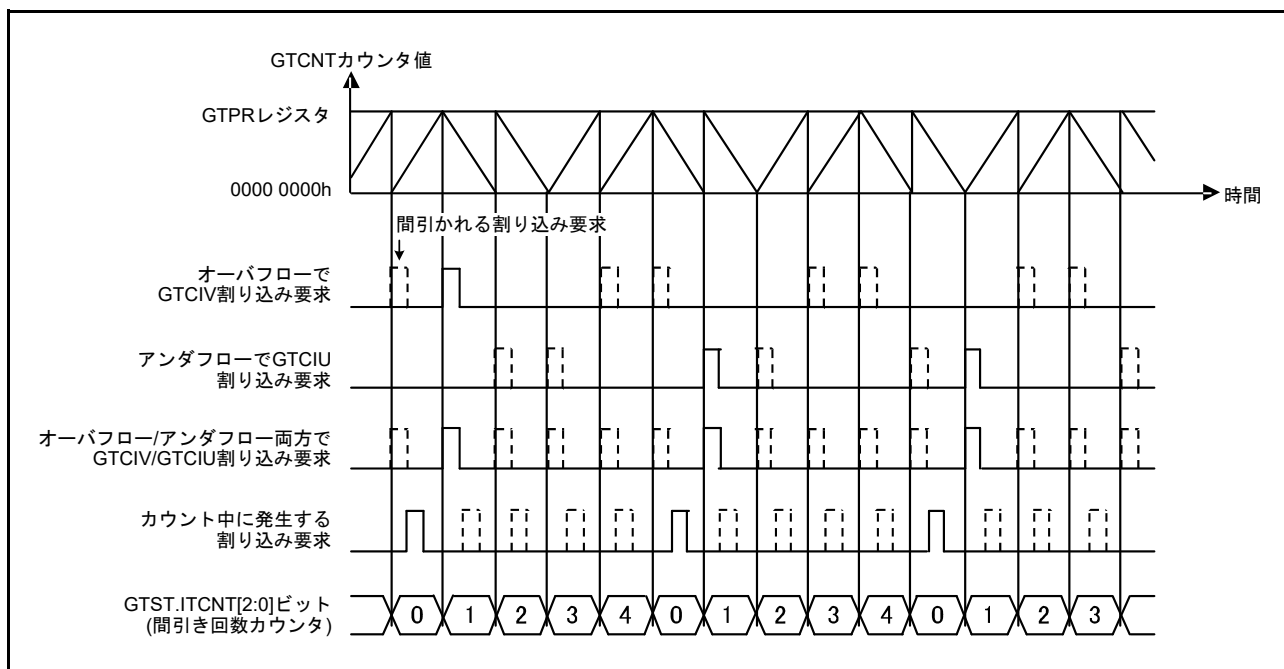 GTCNTカウンタ値
GTPRレジスタ
0000 0000h
時間
間引かれる割り込み要求
オーバフローで
GTCIV割り込み要求
アンダフローでGTCIU
割り込み要求
オーバフロー/アンダフロー両方で
GTCIV/GTCIU割り込み要求
カウント中に発生する
割り込み要求
GTST.ITCNT[2:0]ビット
(間引き回数カウンタ)
0 1 2 3 4 0 1 2 3 4 0 1 2 3